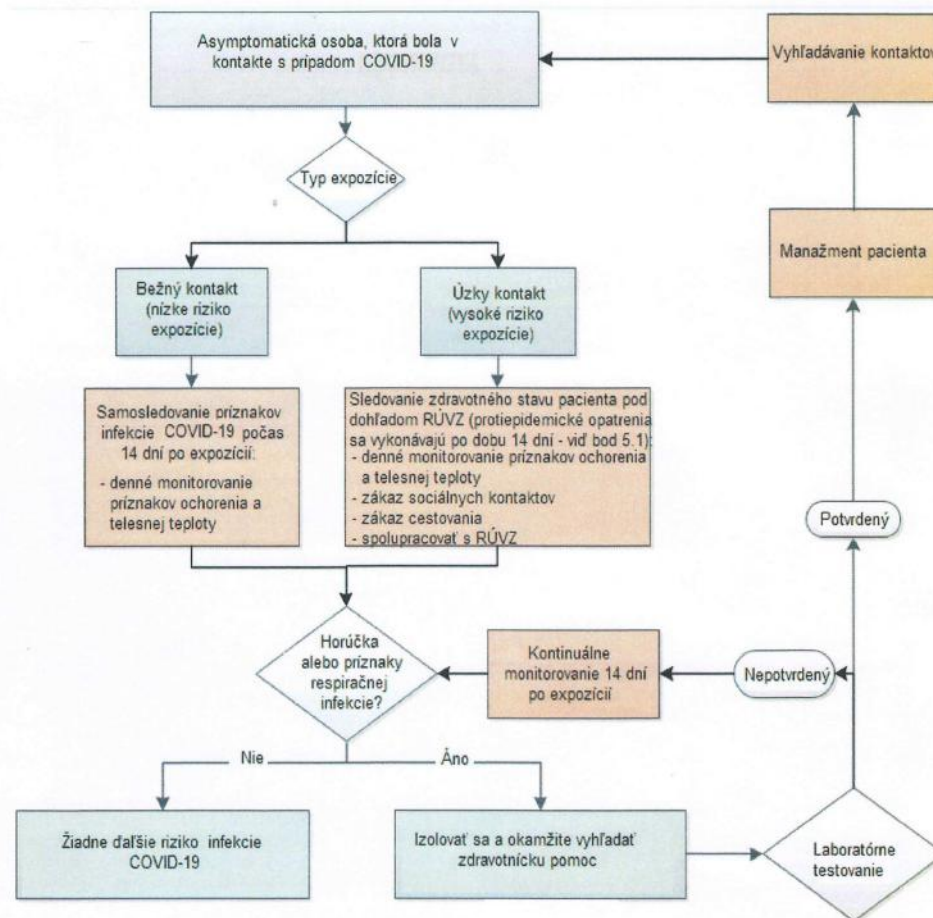 Asymptomatická osoba, ktorá bola v
kontakte s prípadom COVID-19
Vyhľadávanie kontaktov
Typ expozície
Manažment pacienta
Bežný kontakt
(nízke riziko
expozície)
Úzky kontakt
(vysoké riziko
expozície)
Samosledovanie príznakov
infekcie COVID-19 počas
14 dní po expozícií:
- denné monitorovanie
príznakov ochorenia a
telesnej teploty
Sledovanie zdravotného stavu pacienta pod
dohľadom RÚVZ (protiepidemické opatrenia
sa vykonávajú po dobu 14 dní - viď bod 5.1):
- denné monitorovanie príznakov ochorenia
a telesnej teploty
- zákaz sociálnych kontaktov
- zákaz cestovania
- spolupracovať s RÚVZ
Potvrdený
Horúčka
alebo príznaky
respiračnej
infekcie?
Kontinuálne
monitorovanie 14 dní
po expozícií
Nepotvrdený
Nie
Áno
Žiadne ďaľšie riziko infekcie
COVID-19
Izolovať sa a okamžite vyhľadať
zdravotnícku pomoc
Laboratórne
testovanie